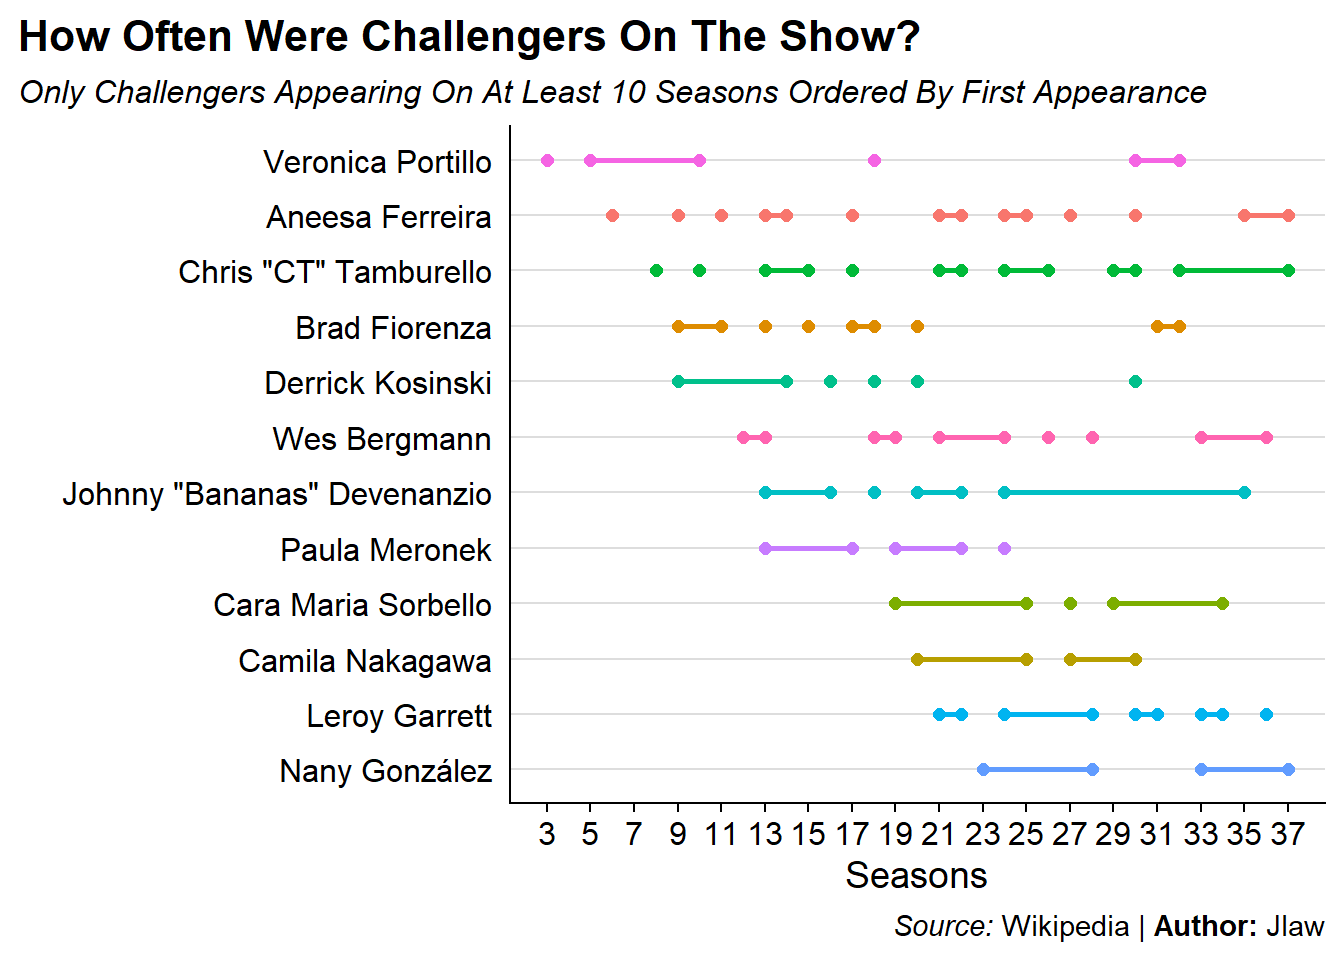 How Often Were Challengers On The Show?
Only Challengers Appearing On At Least 10 Seasons Ordered By First Appearance
Veronica Portillo
Aneesa Ferreira
Chris "CT" Tamburello
Brad Fiorenza
Derrick Kosinski
Wes Bergmann
Johnny "Bananas" Devenanzio
Paula Meronek
Cara Maria Sorbello
Camila Nakagawa
Leroy Garrett
Nany González
3 5 7 9 11 13 15 17 19 21 23 25 27 29 31 33 35 37
Seasons
Source: Wikipedia | Author: Jlaw